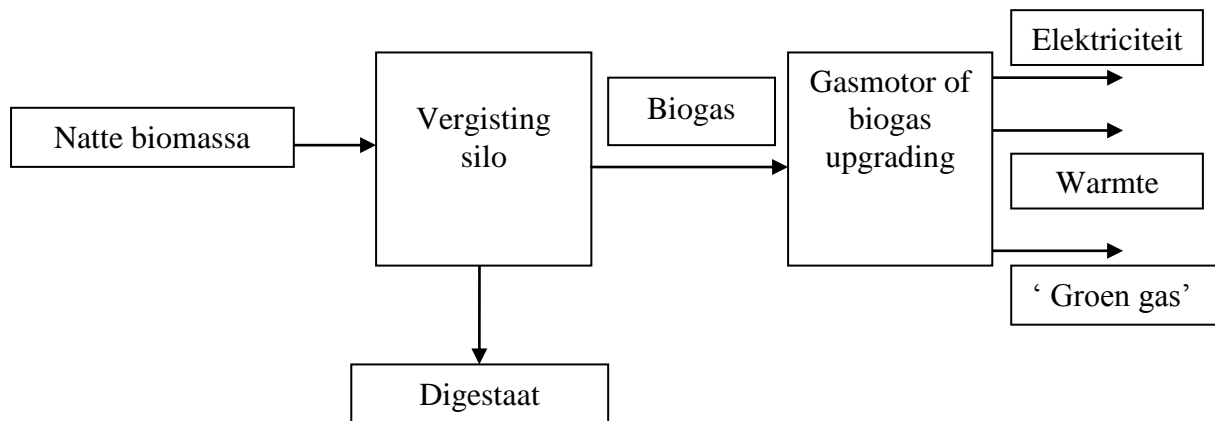 Natte biomassa
Vergisting
silo
Digestaat
Biogas
Gasmotor of
biogas
upgrading
Elektriciteit
Warmte
‘ Groen gas’